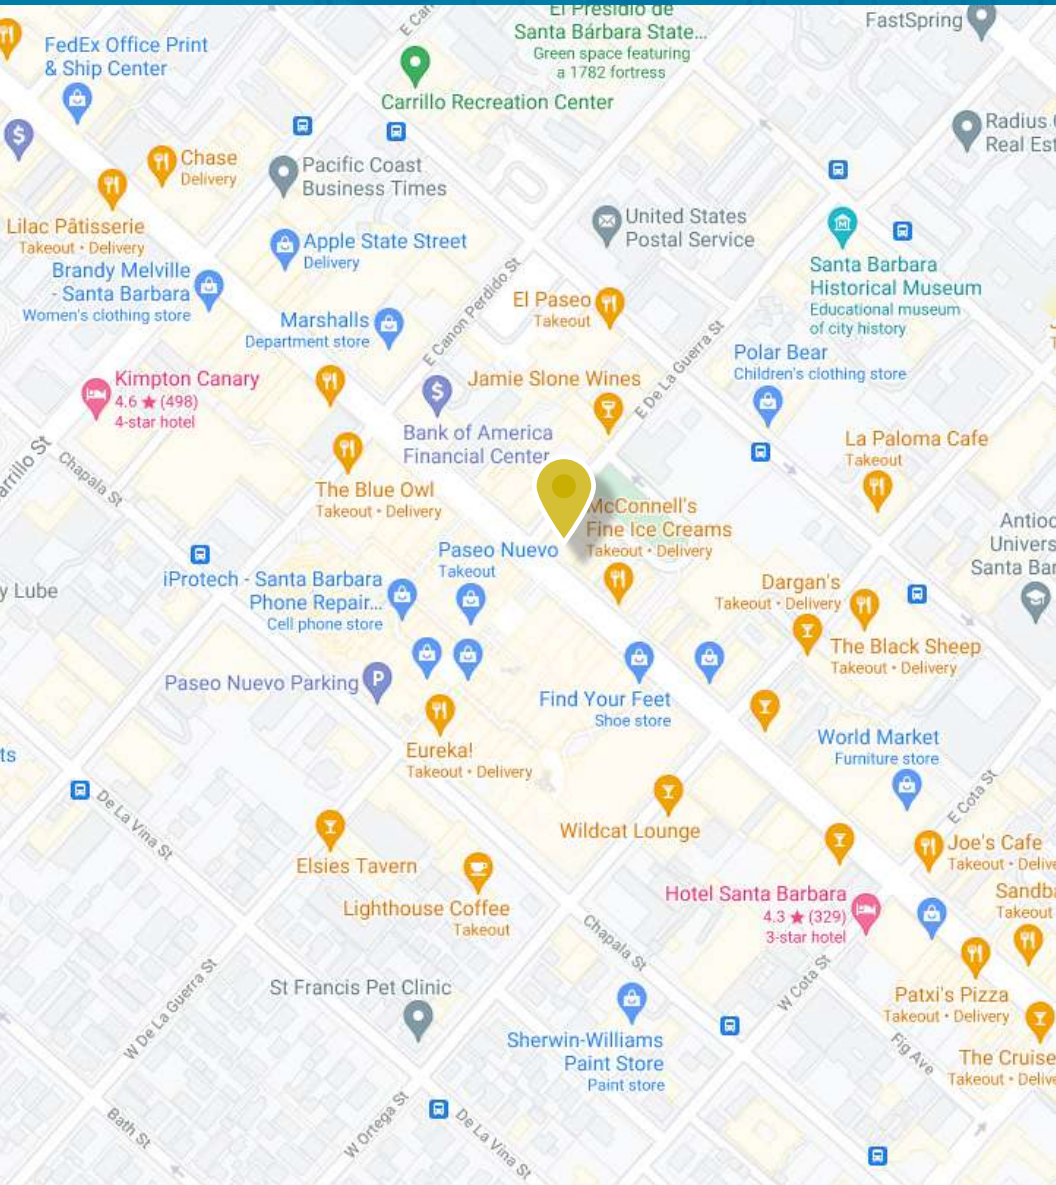 E Car
El Presidio de
Santa Bárbara State...
Green space featuring
a 1782 fortress
FastSpring
FedEx Office Print
& Ship Center
Carrillo Recreation Center
Radius
Real Est
Chase
Delivery
Pacific Coast
Business Times
Lilac Pâtisserie
Takeout • Delivery
United States
Postal Service
Apple State Street
Delivery
Brandy Melville
- Santa Barbara
Women's clothing store
Santa Barbara
Historical Museum
Educational museum
of city history
E Canon Perdido St
El Paseo
Takeout
Marshalls
Department store
E De La Guerra St
Polar Bear
Children's clothing store
Kimpton Canary
4.6 ★ (498)
4-star hotel
Jamie Slone Wines
Bank of America
Financial Center
La Paloma Cafe
Takeout
arrillo St
Chapala St
The Blue Owl
Takeout • Delivery
McConnell's
Fine Ice Creams
Takeout • Delivery
Antioc
Univers
Santa Bar
Paseo Nuevo
Takeout
iProtech - Santa Barbara
Phone Repair...
Cell phone store
y Lube
Dargan's
Takeout • Delivery
The Black Sheep
Takeout • Delivery
Paseo Nuevo Parking
P
Find Your Feet
Shoe store
Eureka!
Takeout • Delivery
World Market
Furniture store
ts
De La Vina St
E Cota St
Wildcat Lounge
Elsies Tavern
Joe's Cafe
Takeout • Delive
Lighthouse Coffee
Takeout
Hotel Santa Barbara
4.3 ★ (329)
3-star hotel
Sandba
Takeout
Chapala St
W De La Guerra St
St Francis Pet Clinic
W Cota St
Patxi's Pizza
Takeout • Delivery
Sherwin-Williams
Paint Store
Paint store
Fig Ave
The Cruise
Takeout • Delive
Bath St
W Ortega St
De La Vina St